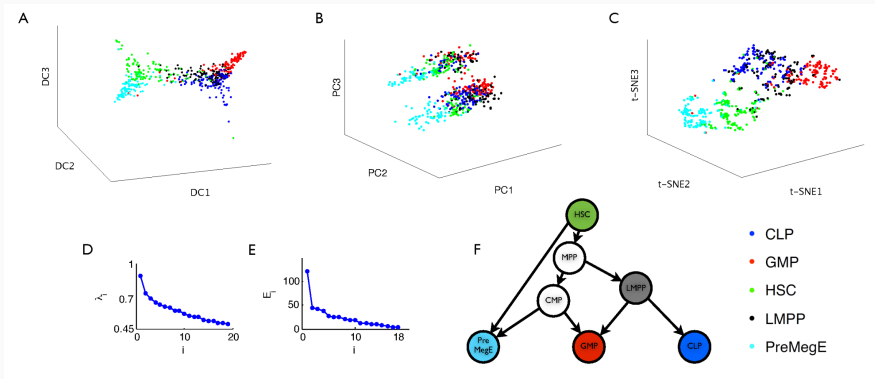 A
B
C
DC3
DC2
DC1
PC3
PC2
PC1
t-SNE3
t-SNE2
t-SNE1
D
1
0.7
0.45
λi
10
20
i
E
100
50
0
Ei
1
10
18
i
F
HSC
MPP
LMPP
CMP
Pre
MegE
GMP
CLP
CLP
GMP
HSC
LMPP
PreMegE